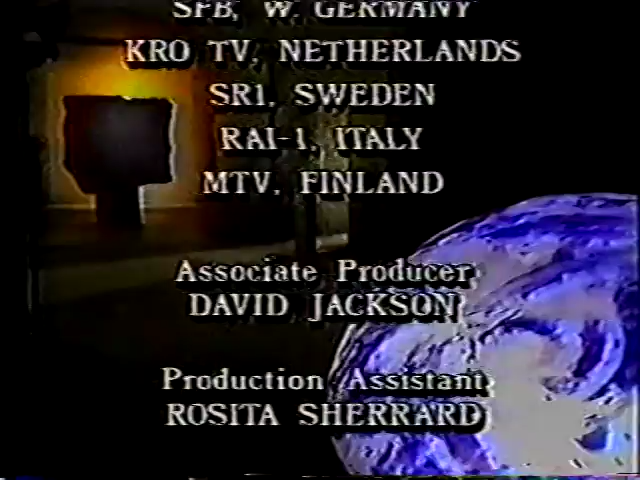 SFB, W. GERMANY
KRO TV, NETHERLANDS
SR1, SWEDEN
RAI-1, ITALY
MTV, FINLAND
Associate Producer
DAVID JACKSON
Production Assistant
ROSITA SHERRARD